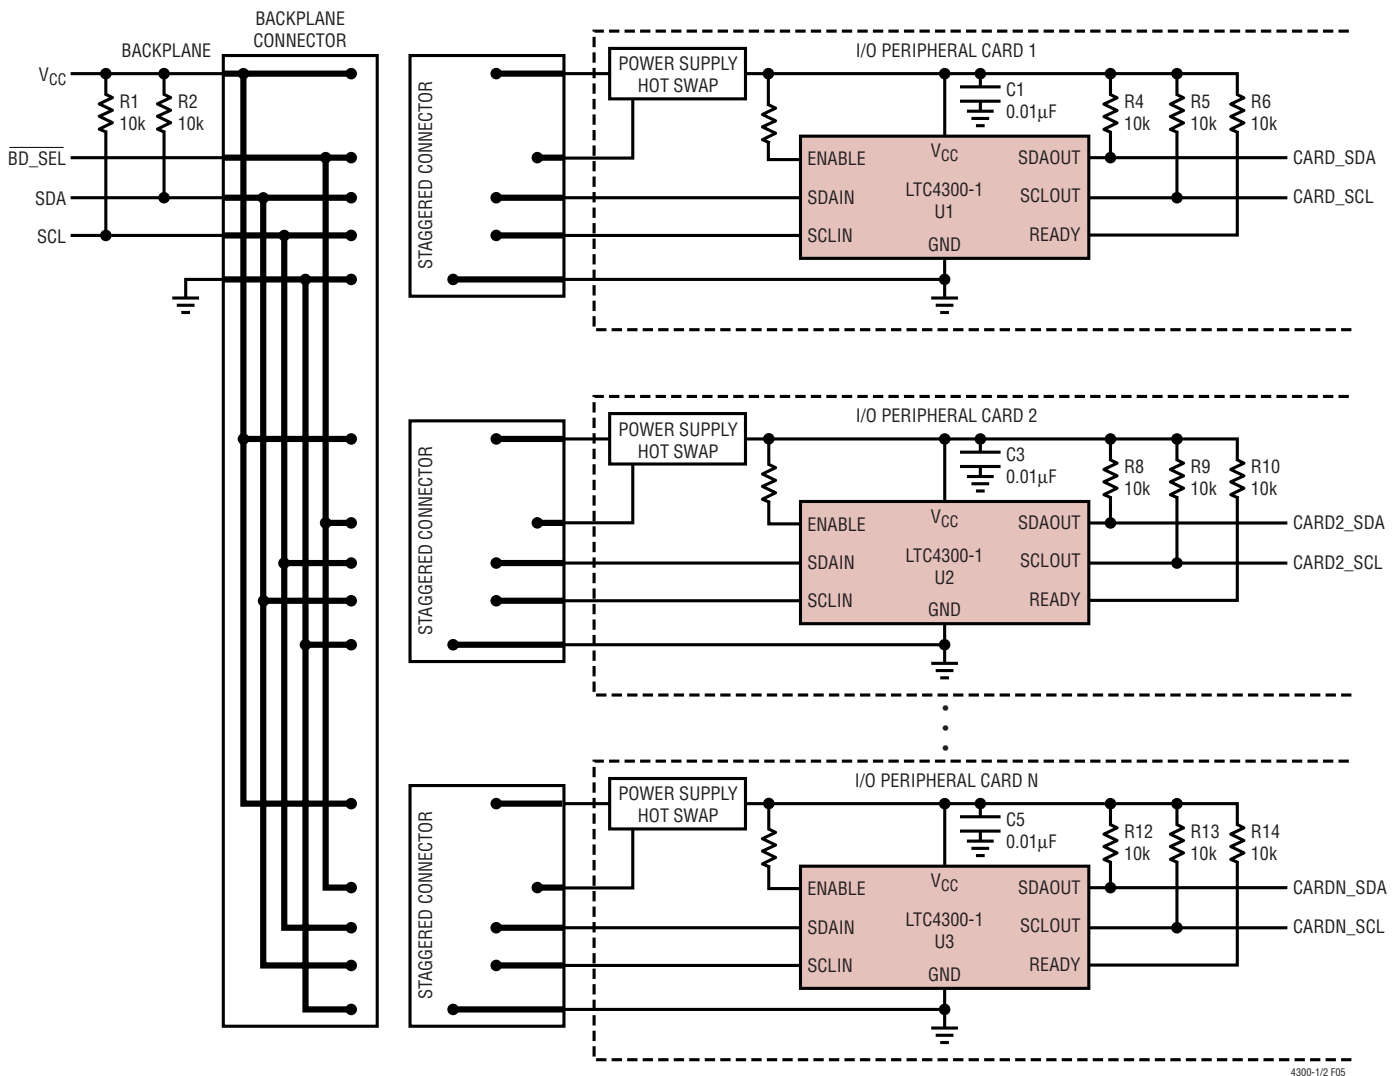 BACKPLANE
CONNECTOR
BACKPLANE
VCC
R1
10k
R2
10k
BD_SEL
SDA
SCL
STAGGERED CONNECTOR
I/O PERIPHERAL CARD 1
POWER SUPPLY
HOT SWAP
C1
0.01µF
R4
10k
R5
10k
R6
10k
ENABLE
VCC
SDAOUT
CARD_SDA
SDAIN
LTC4300-1
U1
SCLOUT
CARD_SCL
SCLIN
GND
READY
STAGGERED CONNECTOR
I/O PERIPHERAL CARD 2
POWER SUPPLY
HOT SWAP
C3
0.01µF
R8
10k
R9
10k
R10
10k
ENABLE
VCC
SDAOUT
CARD2_SDA
SDAIN
LTC4300-1
U2
SCLOUT
CARD2_SCL
SCLIN
GND
READY
STAGGERED CONNECTOR
I/O PERIPHERAL CARD N
POWER SUPPLY
HOT SWAP
C5
0.01µF
R12
10k
R13
10k
R14
10k
ENABLE
VCC
SDAOUT
CARDN_SDA
SDAIN
LTC4300-1
U3
SCLOUT
CARDN_SCL
SCLIN
GND
READY
4300-1/2 F05